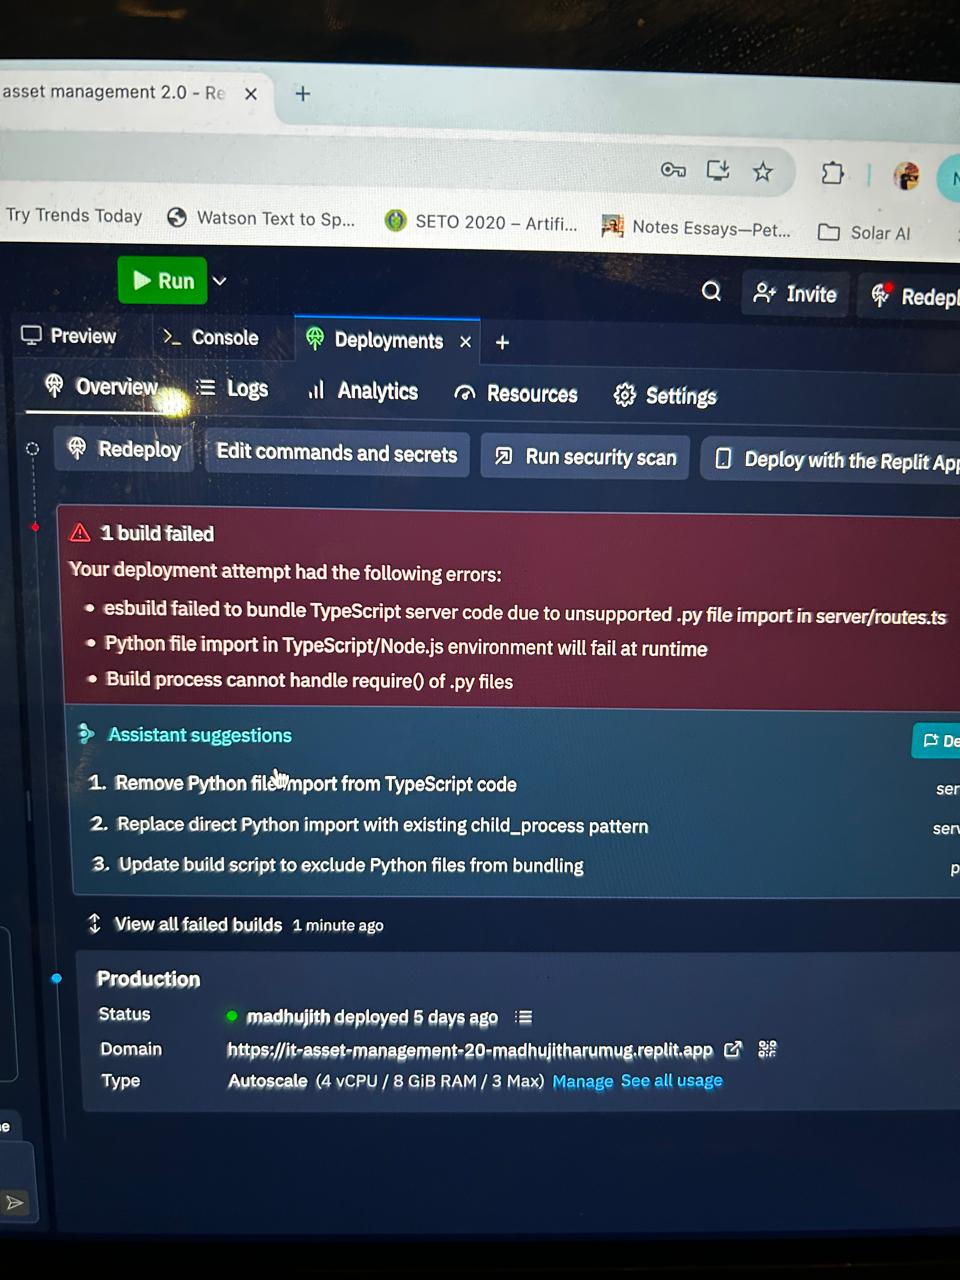 asset management 2.0 - Re
Try Trends Today Watson Text to Sp... SETO 2020 – Artifi... Notes Essays—Pet... Solar AI
Run Invite Redepl
Preview Console Deployments
Overview Logs Analytics Resources Settings
Redeploy Edit commands and secrets Run security scan Deploy with the Replit App
1 build failed
Your deployment attempt had the following errors:
• esbuild failed to bundle TypeScript server code due to unsupported .py file import in server/routes.ts
• Python file import in TypeScript/Node.js environment will fail at runtime
• Build process cannot handle require() of .py files
Assistant suggestions De
1. Remove Python file import from TypeScript code ser
2. Replace direct Python import with existing child_process pattern serv
3. Update build script to exclude Python files from bundling p
View all failed builds 1 minute ago
Production
Status madhujith deployed 5 days ago
Domain https://it-asset-management-20-madhujitharumug.replit.app
Type Autoscale (4 vCPU / 8 GiB RAM / 3 Max) Manage See all usage
e